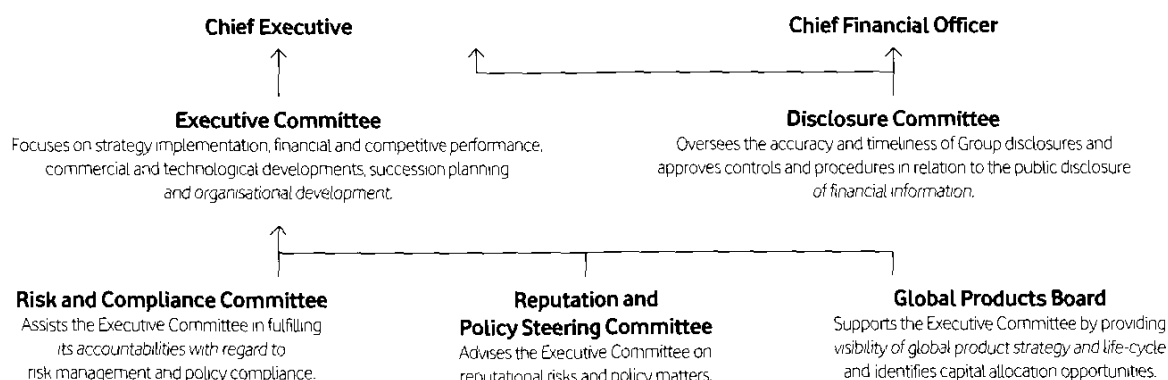 Chief Executive
Chief Financial Officer
Executive Committee
Focuses on strategy implementation, financial and competitive performance,
commercial and technological developments, succession planning
and organisational development.
Disclosure Committee
Oversees the accuracy and timeliness of Group disclosures and
approves controls and procedures in relation to the public disclosure
of financial information.
Risk and Compliance Committee
Assists the Executive Committee in fulfilling
its accountabilities with regard to
risk management and policy compliance.
Reputation and
Policy Steering Committee
Advises the Executive Committee on
reputational risks and policy matters.
Global Products Board
Supports the Executive Committee by providing
visibility of global product strategy and life-cycle
and identifies capital allocation opportunities.